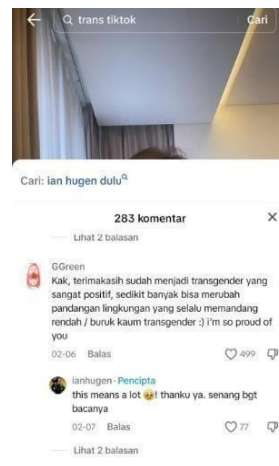 trans tiktok
Cari
Cari: ian hugen dulu
283 komentar
Lihat 2 balasan
GGreen
Kak, terimakasih sudah menjadi transgender yang
sangat positif, sedikit banyak bisa merubah
pandangan lingkungan yang selalu memandang
rendah / buruk kaum transgender :) i'm so proud of
you
02-06 Balas 499
ianhugen · Pencipta
this means a lot 🥹! thanku ya. senang bgt
bacanya
02-07 Balas 77
Lihat 2 balasan